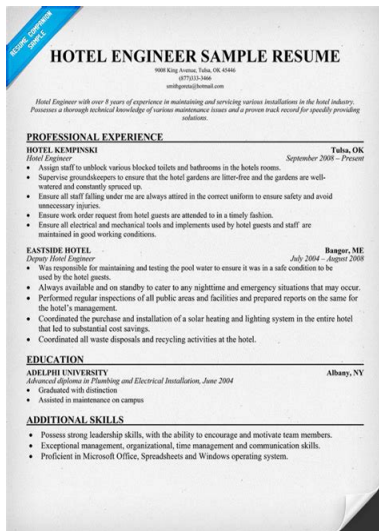 RESUME COMPANION
SAMPLE
HOTEL ENGINEER SAMPLE RESUME
9008 King Avenue, Tulsa, OK 45446
(877)333-3466
smithgreta@hotmail.com
Hotel Engineer with over 8 years of experience in maintaining and servicing various installations in the hotel industry.
Possesses a thorough technical knowledge of various maintenance issues and a proven track record for speedily providing
solutions.
PROFESSIONAL EXPERIENCE
HOTEL KEMPINSKI Tulsa, OK
Hotel Engineer September 2008 – Present
• Assign staff to unblock various blocked toilets and bathrooms in the hotels rooms.
• Supervise groundskeepers to ensure that the hotel gardens are litter-free and the gardens are well-
watered and constantly spruced up.
• Ensure all staff falling under me are always attired in the correct uniform to ensure safety and avoid
unnecessary injuries.
• Ensure work order request from hotel guests are attended to in a timely fashion.
• Ensure all electrical and mechanical tools and implements used by hotel guests and staff are
maintained in good working conditions.
EASTSIDE HOTEL Bangor, ME
Deputy Hotel Engineer July 2004 – August 2008
• Was responsible for maintaining and testing the pool water to ensure it was in a safe condition to be
used by the hotel guests.
• Always available and on standby to cater to any nighttime and emergency situations that may occur.
• Performed regular inspections of all public areas and facilities and prepared reports on the same for
the hotel's management.
• Coordinated the purchase and installation of a solar heating and lighting system in the entire hotel
that led to substantial cost savings.
• Coordinated all waste disposals and recycling activities at the hotel.
EDUCATION
ADELPHI UNIVERSITY Albany, NY
Advanced diploma in Plumbing and Electrical Installation, June 2004
• Graduated with distinction
• Assisted in maintenance on campus
ADDITIONAL SKILLS
• Possess strong leadership skills, with the ability to encourage and motivate team members.
• Exceptional management, organizational, time management and communication skills.
• Proficient in Microsoft Office, Spreadsheets and Windows operating system.